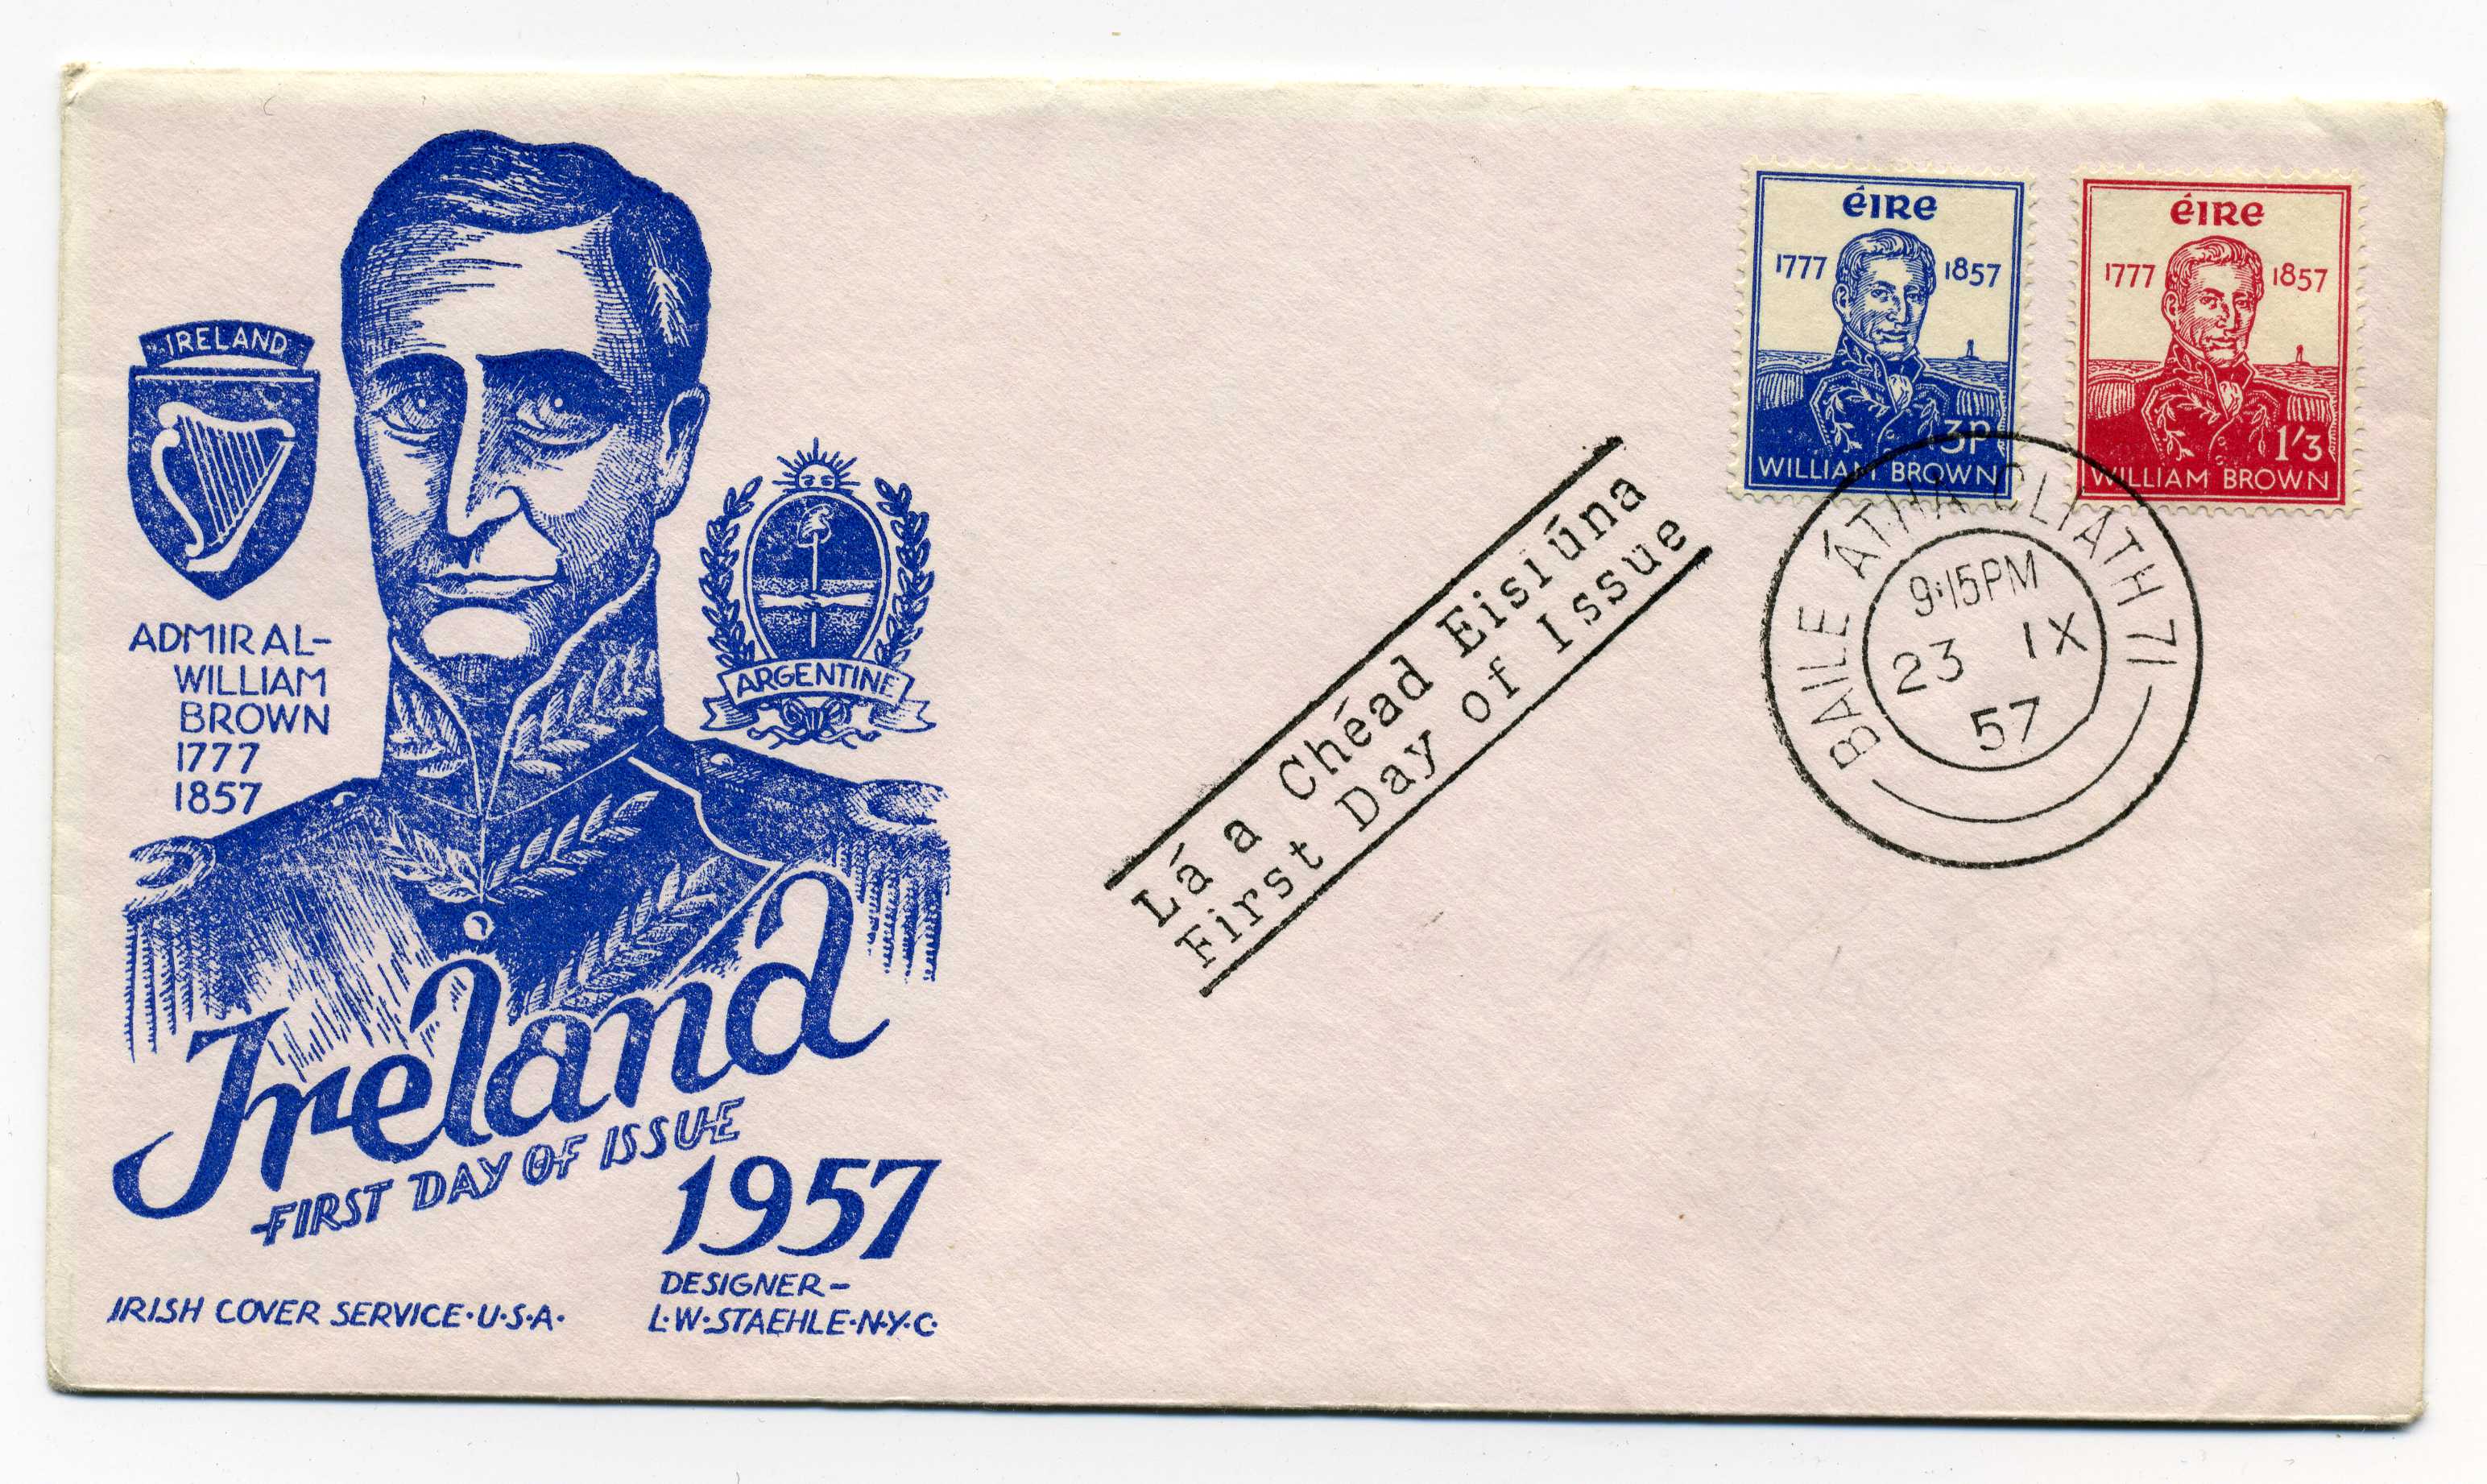 IRELAND
ADMIRAL-
WILLIAM
BROWN
1777
1857
ARGENTINE
Ireland
FIRST DAY OF ISSUE
1957
IRISH COVER SERVICE·U·S·A·
DESIGNER-
L·W·STAEHLE·N·Y·C·
Lá a Chéad Eisiúna
First Day of Issue
éIRe
1777 1857
3p
WILLIAM BROWN
éIRe
1777 1857
1/3
WILLIAM BROWN
BAILE ÁTHA CLIATH 71
9·15PM
23 IX
57